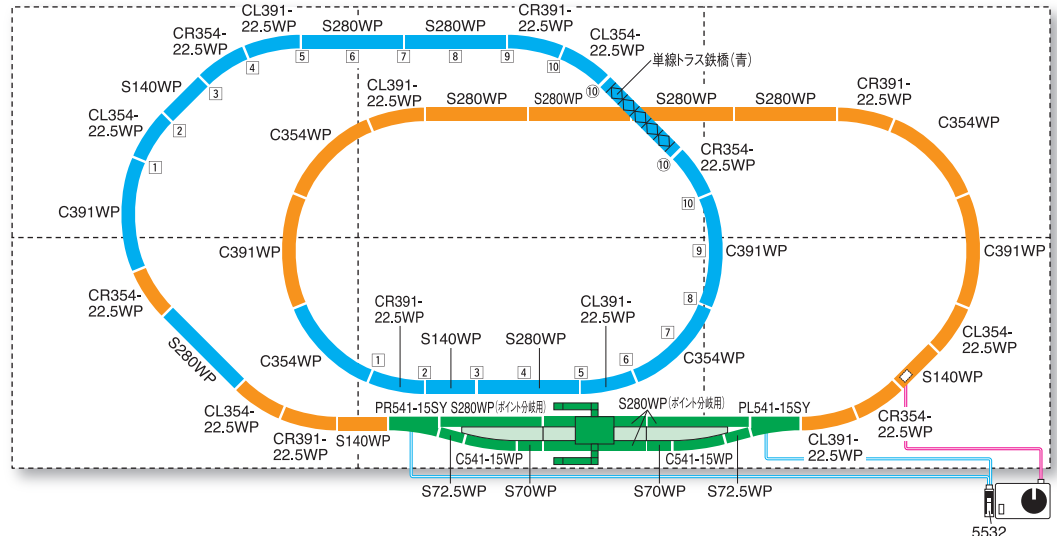 CL391-
22.5WP
S280WP
S280WP
CR391-
22.5WP
CR354-
22.5WP
CL354-
22.5WP
4
5
6
7
8
9
10
単線トラス鉄橋(青)
S140WP
3
CL391-
22.5WP
⑩
S280WP
S280WP
S280WP
S280WP
CR391-
22.5WP
CL354-
22.5WP
2
C354WP
C354WP
1
⑩
CR354-
22.5WP
10
C391WP
C391WP
9
C391WP
C391WP
CR354-
22.5WP
8
CR391-
22.5WP
CL391-
22.5WP
7
S280WP
C354WP
S140WP
S280WP
C354WP
CL354-
22.5WP
1
2
3
4
5
6
S140WP
CL354-
22.5WP
PR541-15SY
S280WP(ポイント分岐用)
S280WP(ポイント分岐用)
PL541-15SY
CR354-
22.5WP
CR391-
22.5WP
S140WP
C541-15WP
C541-15WP
CL391-
22.5WP
S72.5WP
S70WP
S70WP
S72.5WP
5532